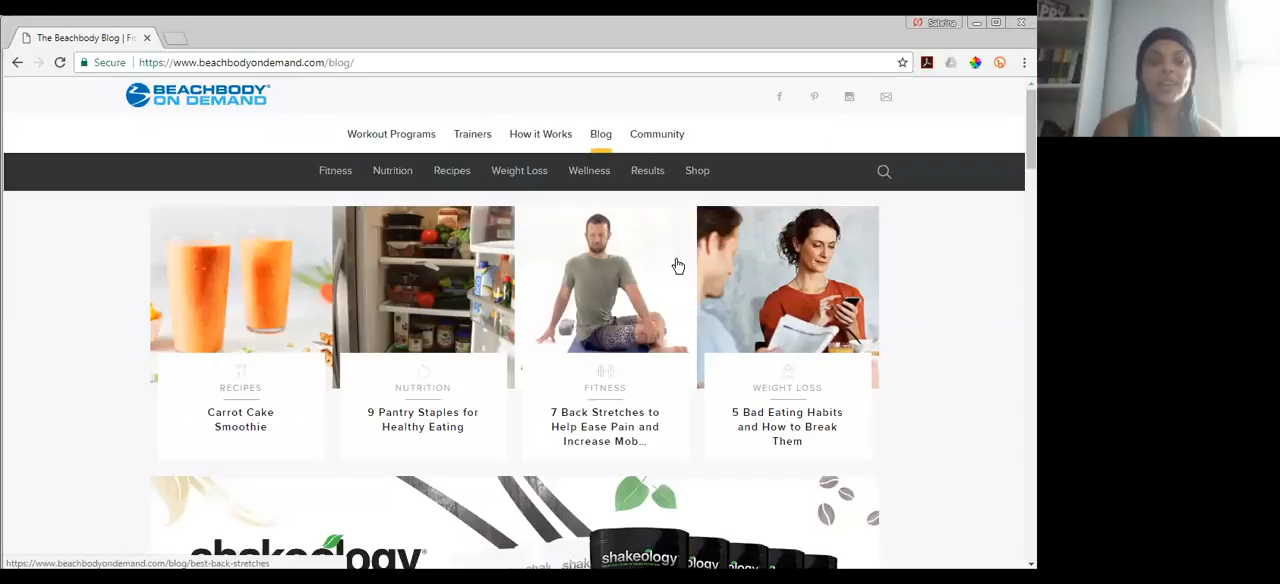 The Beachbody Blog | Fi
Sabrina
Secure https://www.beachbodyondemand.com/blog/
BEACHBODY
ON DEMAND
Workout Programs Trainers How it Works Blog Community
Fitness Nutrition Recipes Weight Loss Wellness Results Shop
RECIPES
Carrot Cake
Smoothie
NUTRITION
9 Pantry Staples for
Healthy Eating
FITNESS
7 Back Stretches to
Help Ease Pain and
Increase Mob...
WEIGHT LOSS
5 Bad Eating Habits
and How to Break
Them
shakeology
shakeology
https://www.beachbodyondemand.com/blog/best-back-stretches